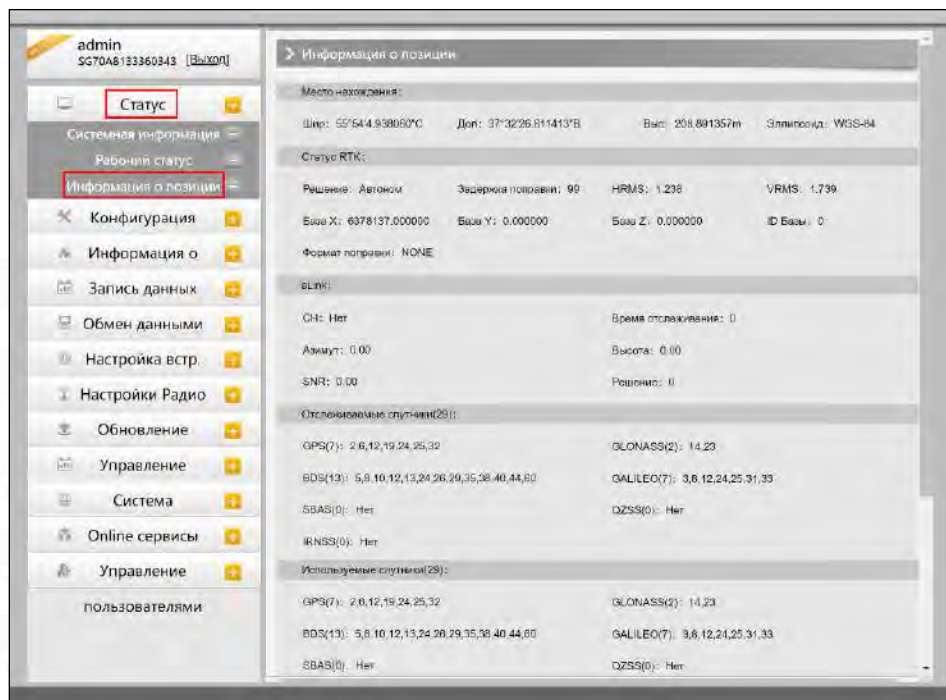 admin
SG70A8133360343 [Выход]
Статус
Системная информация
Рабочий статус
Информация о позиции
Конфигурация
Информация о
Запись данных
Обмен данными
Настройка встр.
Настройки Радио
Обновление
Управление
Система
Online сервисы
Управление
пользователями
Информация о позиции
Место нахождения:
Шир: 55°54'4.938080"С Дол: 37°32'26.811413"В Выс: 208.891357m Эллипсоид: WGS-84
Статус RTK:
Решение: Автоном Задержка поправки: 99 HRMS: 1.238 VRMS: 1.739
База X: 6378137.000000 База Y: 0.000000 База Z: 0.000000 ID Базы: 0
Формат поправки: NONE
aLink:
CH: Нет Время отслеживания: 0
Азимут: 0.00 Высота: 0.00
SNR: 0.00 Решение: 0
Отслеживаемые спутники(29):
GPS(7): 2,6,12,19,24,25,32 GLONASS(2): 14,23
BDS(13): 5,8,10,12,13,24,26,29,35,38,40,44,60 GALILEO(7): 3,8,12,24,25,31,33
SBAS(0): Нет QZSS(0): Нет
IRNSS(0): Нет
Используемые спутники(29):
GPS(7): 2,6,12,19,24,25,32 GLONASS(2): 14,23
BDS(13): 5,8,10,12,13,24,26,29,35,38,40,44,60 GALILEO(7): 3,8,12,24,25,31,33
SBAS(0): Нет QZSS(0): Нет